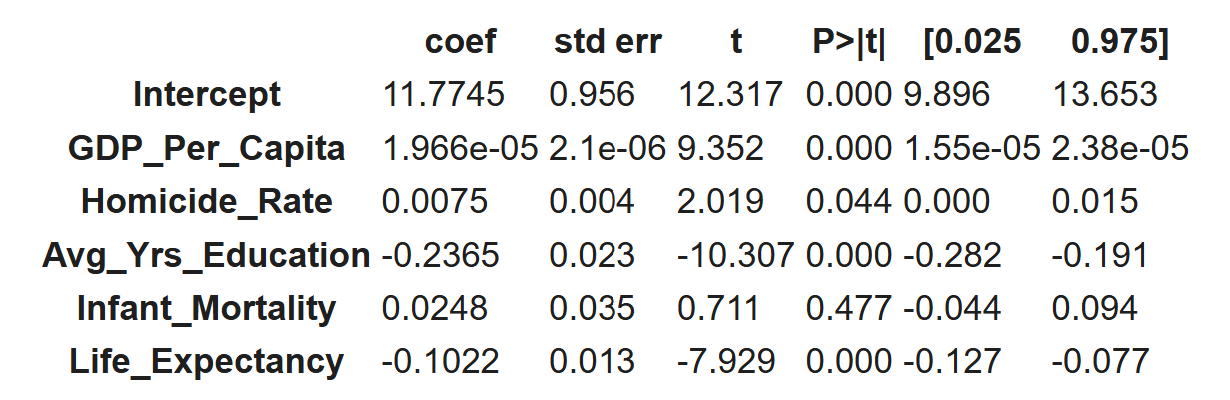 coef std err t P>|t| [0.025 0.975]
Intercept 11.7745 0.956 12.317 0.000 9.896 13.653
GDP_Per_Capita 1.966e-05 2.1e-06 9.352 0.000 1.55e-05 2.38e-05
Homicide_Rate 0.0075 0.004 2.019 0.044 0.000 0.015
Avg_Yrs_Education -0.2365 0.023 -10.307 0.000 -0.282 -0.191
Infant_Mortality 0.0248 0.035 0.711 0.477 -0.044 0.094
Life_Expectancy -0.1022 0.013 -7.929 0.000 -0.127 -0.077